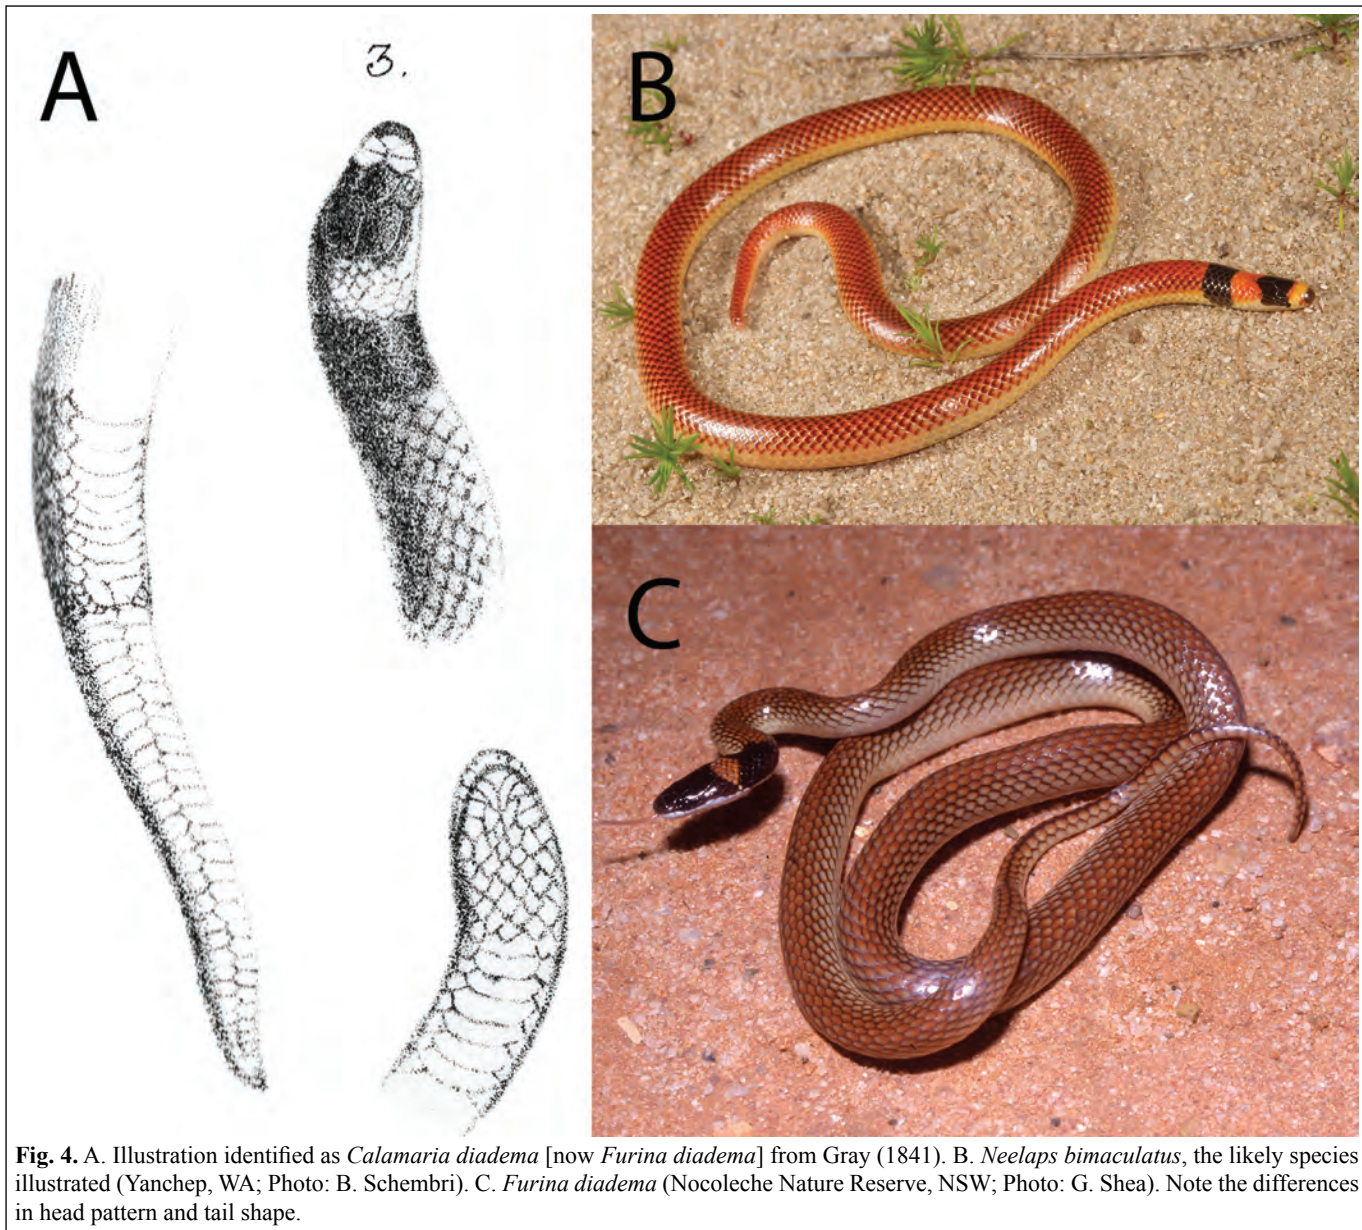 A
3.
B
C
Fig. 4. A. Illustration identified as Calamaria diadema [now Furina diadema] from Gray (1841). B. Neelaps bimaculatus, the likely species
illustrated (Yanchep, WA; Photo: B. Schembri). C. Furina diadema (Nocoleche Nature Reserve, NSW; Photo: G. Shea). Note the differences
in head pattern and tail shape.